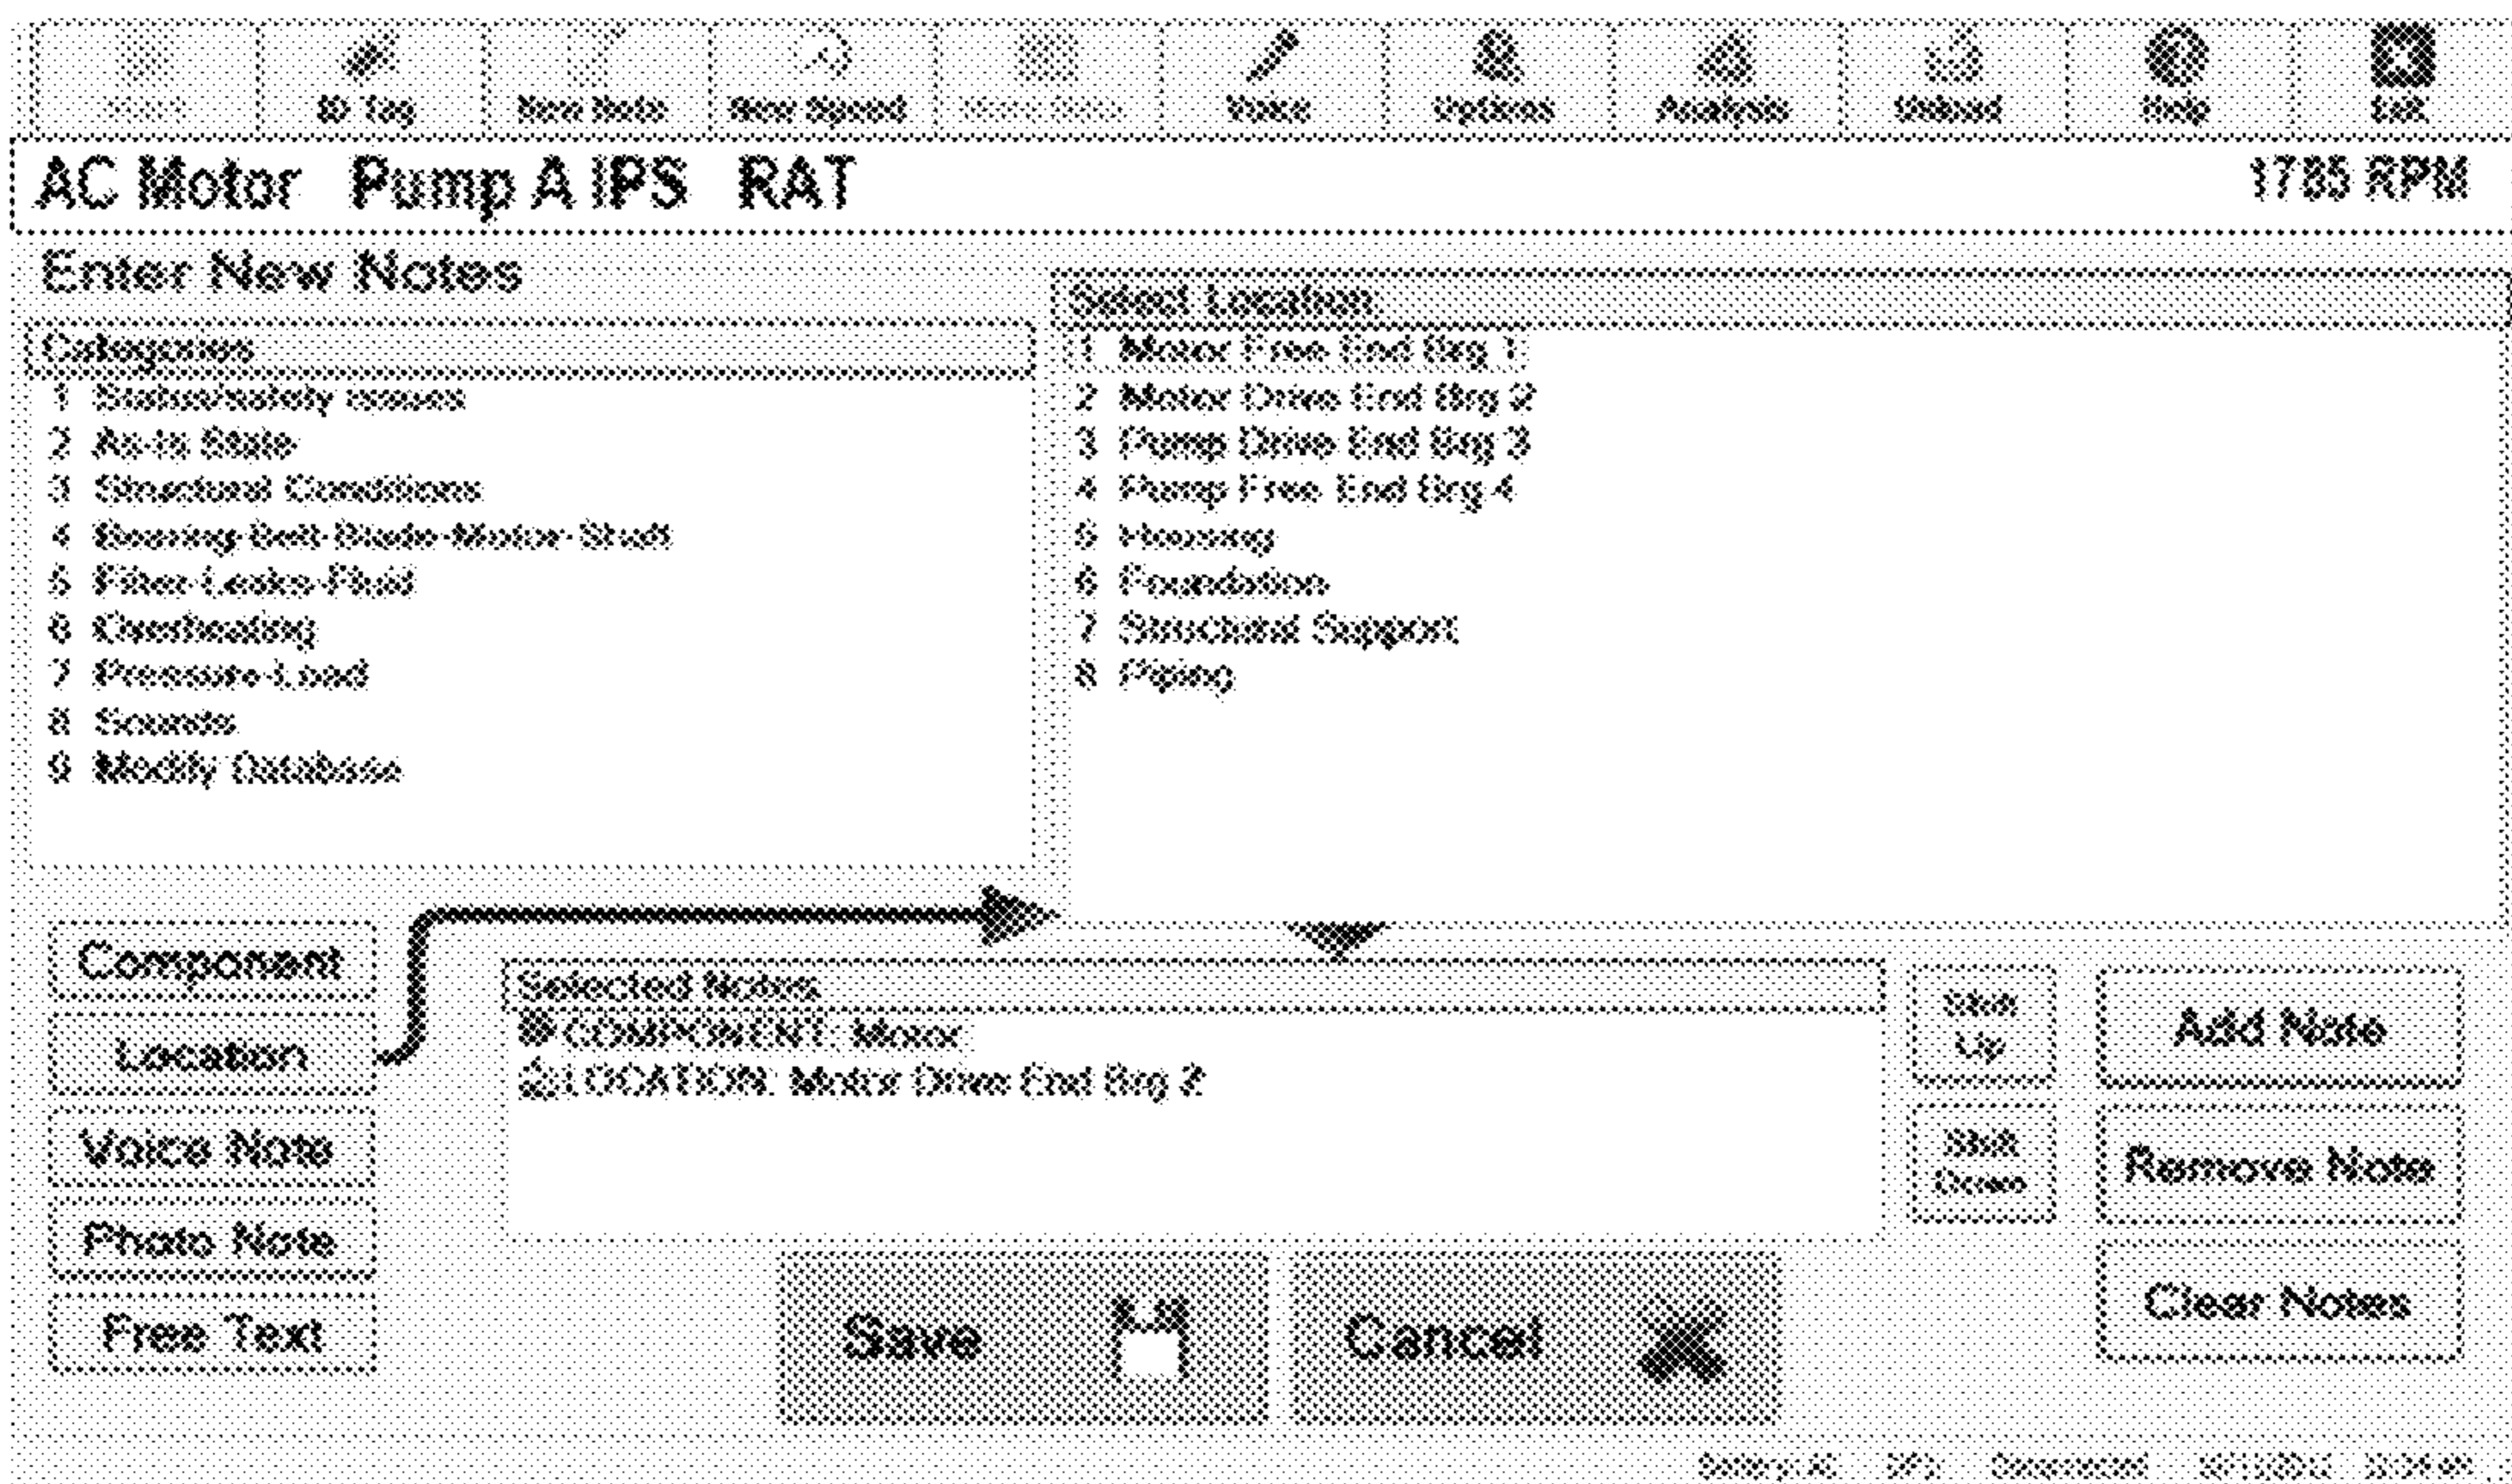 ID Tag New Note New Speed Voice Options Analysis Unload Help Exit
AC Motor Pump A IPS RAT 1785 RPM
Enter New Notes
Select Location
Categories
1 Motor Free End Brg 1
1 Status/safety issues
2 Motor Drive End Brg 2
2 As-is State
3 Pump Drive End Brg 3
3 Structural Conditions
4 Pump Free End Brg 4
4 Bearing-Belt-Blade-Motor-Shaft
5 Housing
5 Filter-Leaks-Fluid
6 Foundation
6 Overheating
7 Structural Support
7 Pressure-Load
8 Piping
8 Sounds
9 Modify Database
Component
Location
Voice Note
Photo Note
Free Text
Selected Notes
COMPONENT: Motor
LOCATION: Motor Drive End Brg 2
Shift
Up
Shift
Down
Add Note
Remove Note
Clear Notes
Save Cancel